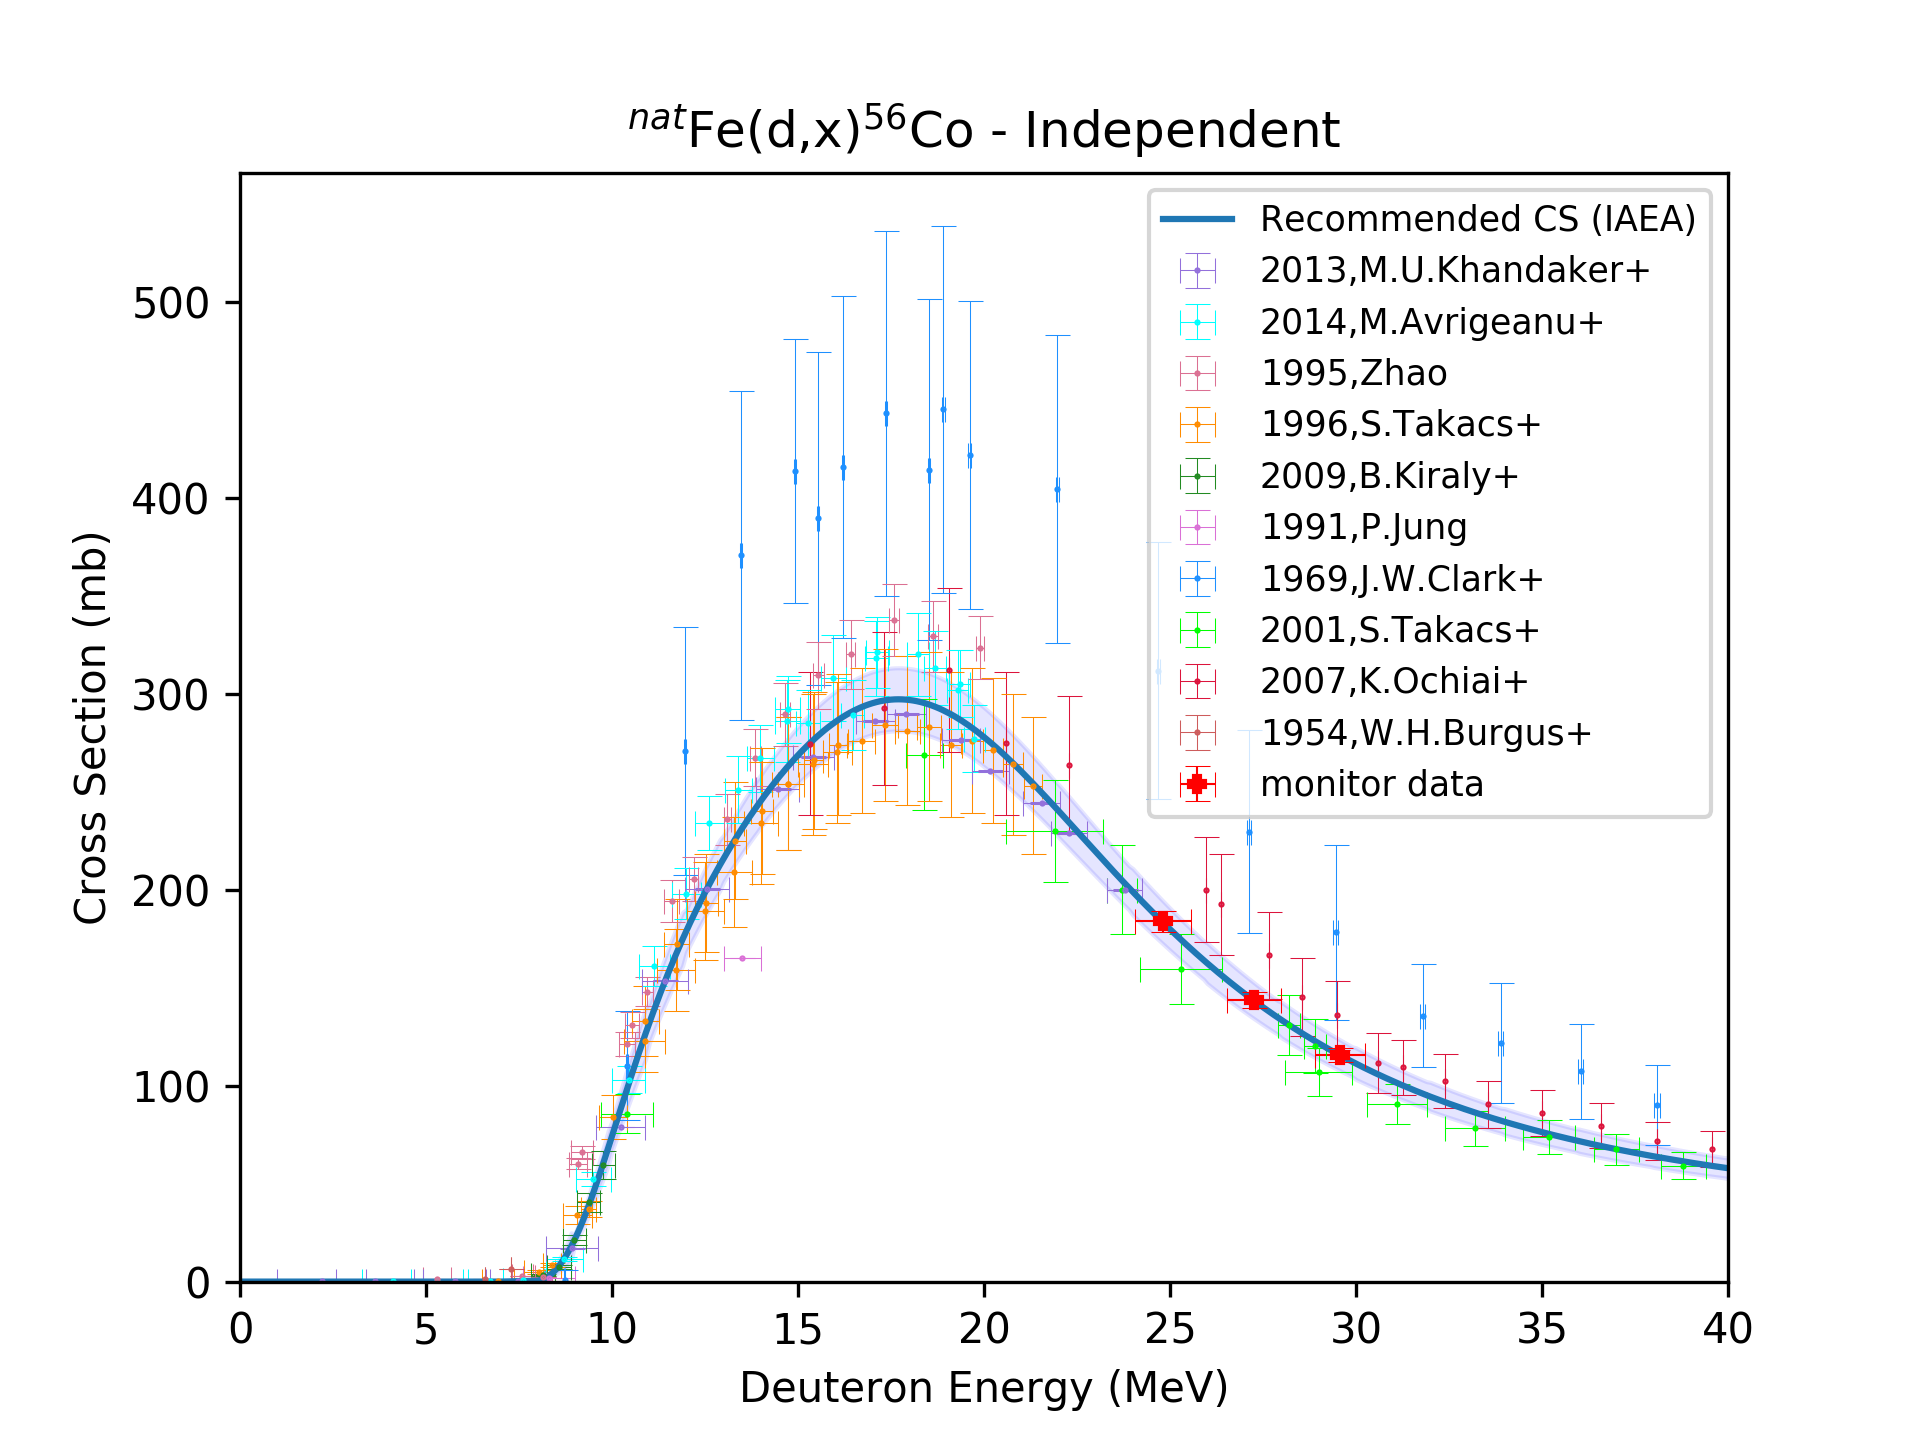 natFe(d,x)56Co - Independent
Cross Section (mb)
500
400
300
200
100
0
0 5 10 15 20 25 30 35 40
Deuteron Energy (MeV)
Recommended CS (IAEA)
2013,M.U.Khandaker+
2014,M.Avrigeanu+
1995,Zhao
1996,S.Takacs+
2009,B.Kiraly+
1991,P.Jung
1969,J.W.Clark+
2001,S.Takacs+
2007,K.Ochiai+
1954,W.H.Burgus+
monitor data